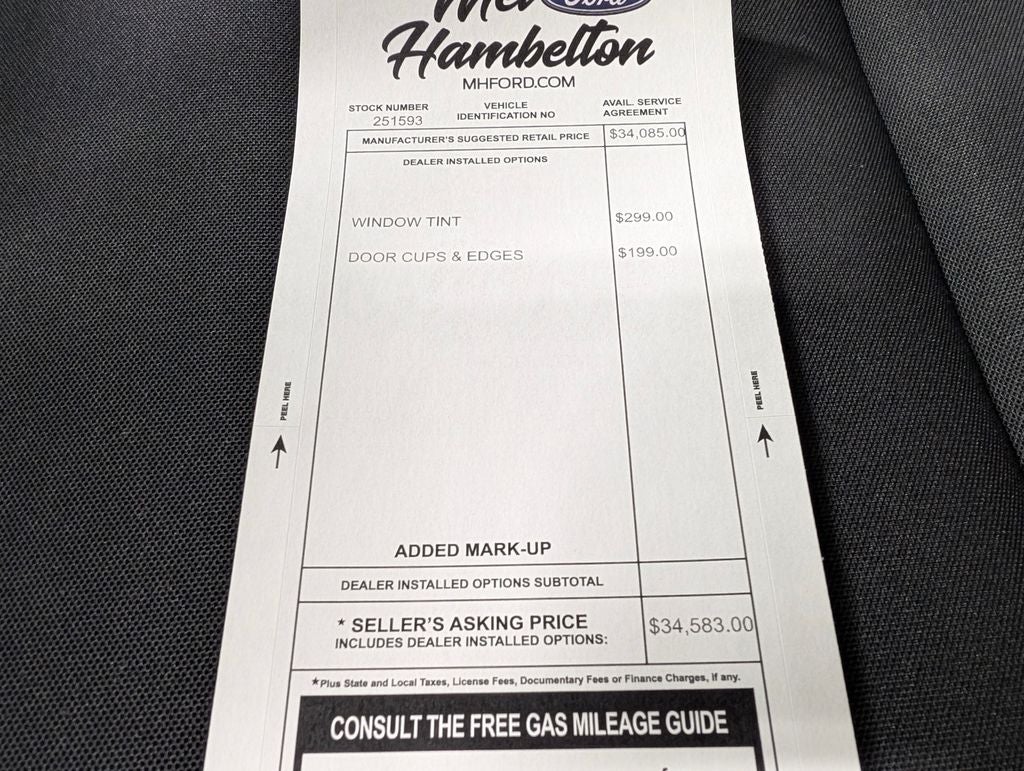 Mel Ford
Hambelton
MHFORD.COM
STOCK NUMBER
251593
VEHICLE
IDENTIFICATION NO
AVAIL. SERVICE
AGREEMENT
MANUFACTURER'S SUGGESTED RETAIL PRICE $34,085.00
DEALER INSTALLED OPTIONS
WINDOW TINT $299.00
DOOR CUPS & EDGES $199.00
PEEL HERE
PEEL HERE
ADDED MARK-UP
DEALER INSTALLED OPTIONS SUBTOTAL
* SELLER'S ASKING PRICE $34,583.00
INCLUDES DEALER INSTALLED OPTIONS:
*Plus State and Local Taxes, License Fees, Documentary Fees or Finance Charges, if any.
CONSULT THE FREE GAS MILEAGE GUIDE